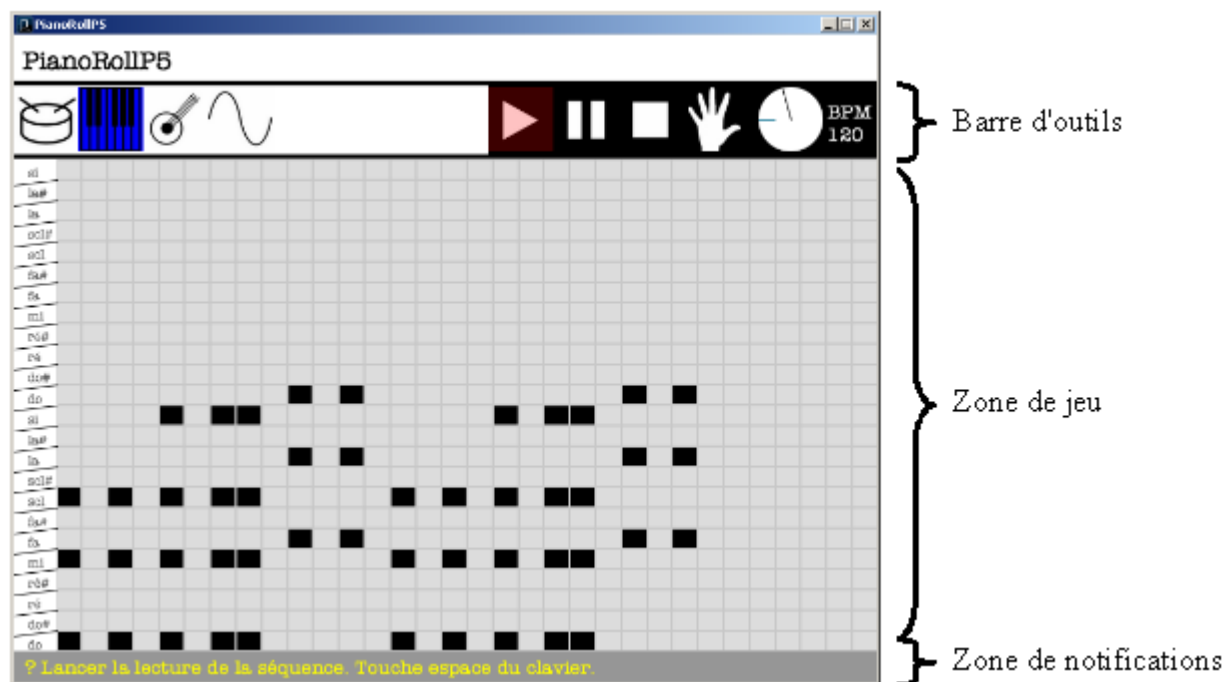 PianoRollP5
PianoRollP5
BPM
120
Barre d'outils
si
la#
la
sol#
sol
fa#
fa
mi
ré#
ré
do#
do
si
la#
la
sol#
sol
fa#
fa
mi
ré#
ré
do#
do
Zone de jeu
? Lancer la lecture de la séquence. Touche espace du clavier.
Zone de notifications